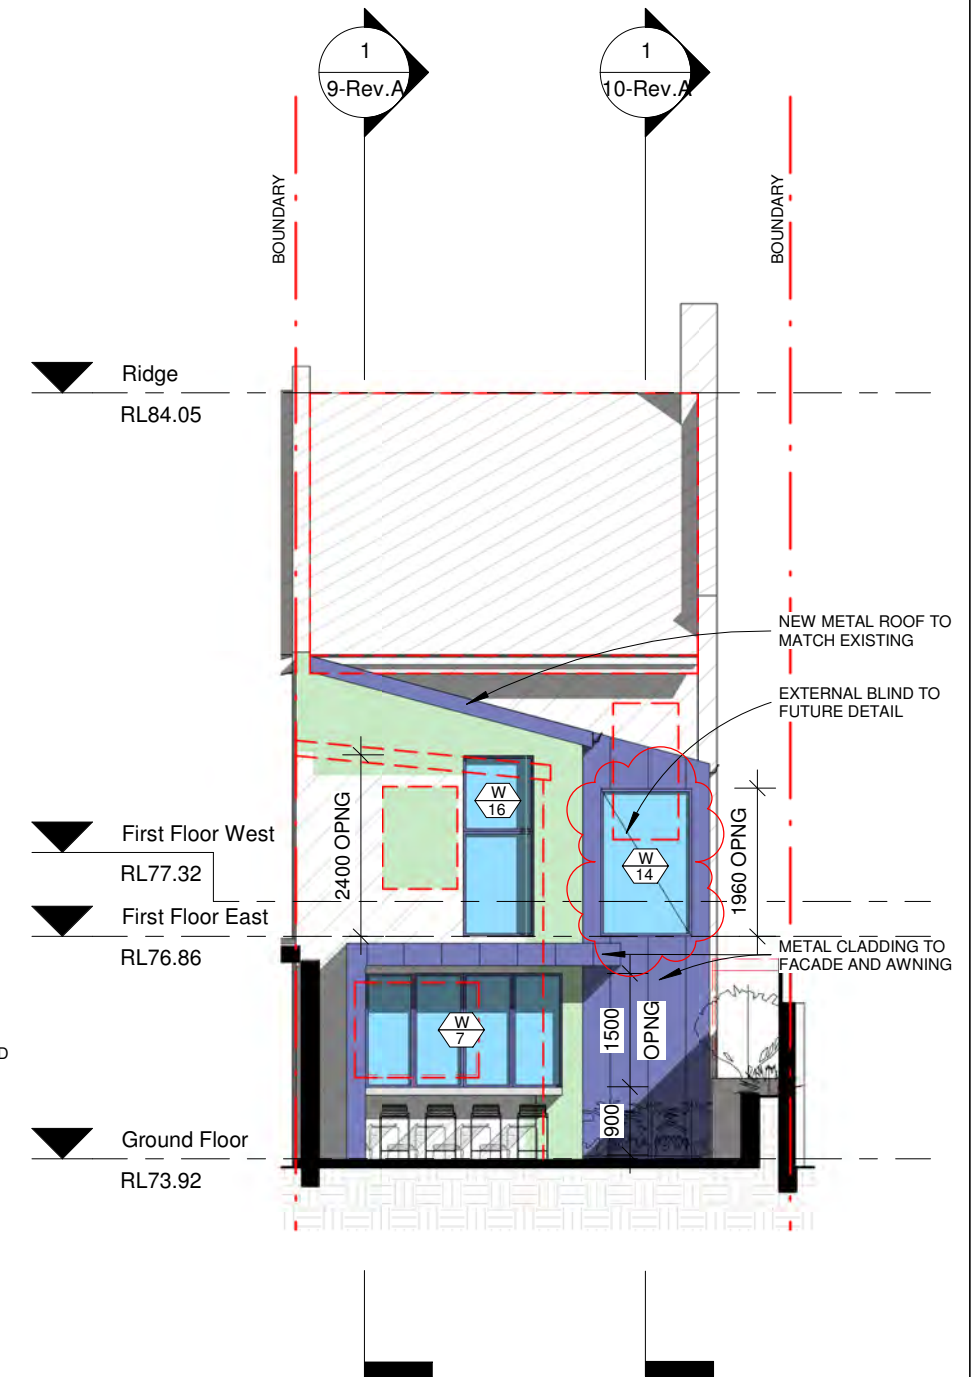 1
9-Rev.A
1
10-Rev.A
BOUNDARY
BOUNDARY
Ridge
RL84.05
NEW METAL ROOF TO
MATCH EXISTING
EXTERNAL BLIND TO
FUTURE DETAIL
W
16
2400 OPNG
W
14
1960 OPNG
First Floor West
RL77.32
First Floor East
RL76.86
METAL CLADDING TO
FACADE AND AWNING
W
7
1500
OPNG
900
D
Ground Floor
RL73.92